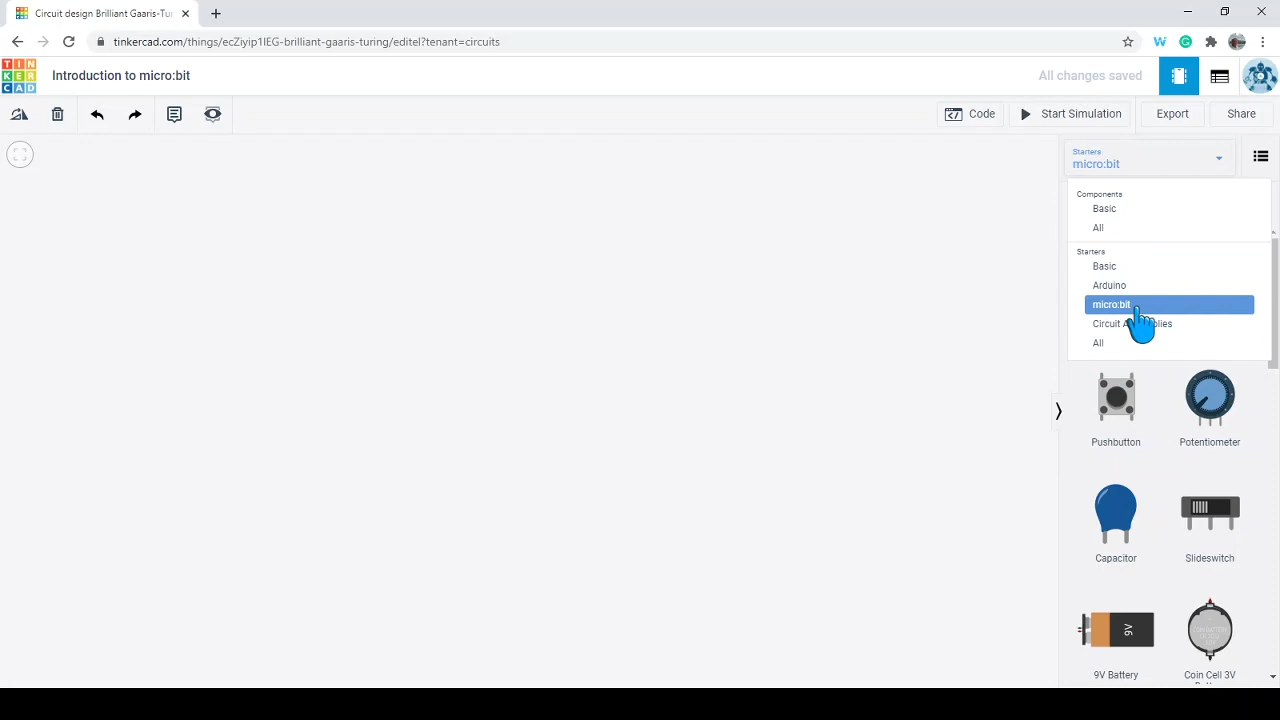 Circuit design Brilliant Gaaris-Tu
tinkercad.com/things/ecZiyip1lEG-brilliant-gaaris-turing/editel?tenant=circuits
TIN
KER
CAD
Introduction to micro:bit
All changes saved
Code
Start Simulation
Export
Share
Starters
micro:bit
Components
Basic
All
Starters
Basic
Arduino
micro:bit
Circuit
All
Pushbutton
Potentiometer
Capacitor
Slideswitch
9V
9V Battery
Coin Cell 3V